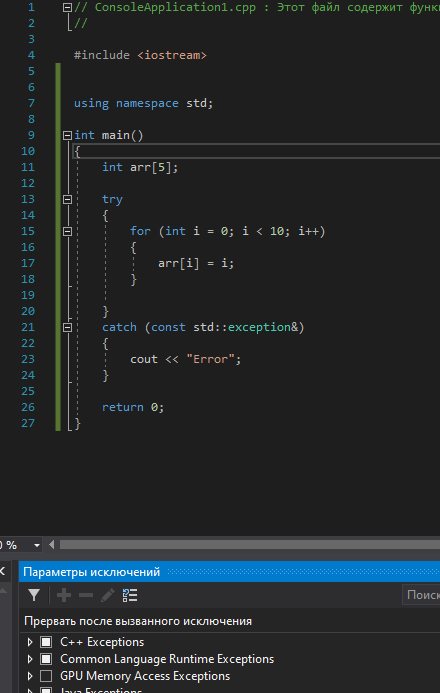 1 // ConsoleApplication1.cpp : Этот файл содержит
2 //
3
4 #include <iostream>
5
6
7 using namespace std;
8
9 int main()
10 {
11 int arr[5];
12
13 try
14 {
15 for (int i = 0; i < 10; i++)
16 {
17 arr[i] = i;
18 }
19
20 }
21 catch (const std::exception&)
22 {
23 cout << "Error";
24 }
25
26 return 0;
27 }
%
Параметры исключений
Поиск
Прервать после вызванного исключения
C++ Exceptions
Common Language Runtime Exceptions
GPU Memory Access Exceptions
Java Exceptions